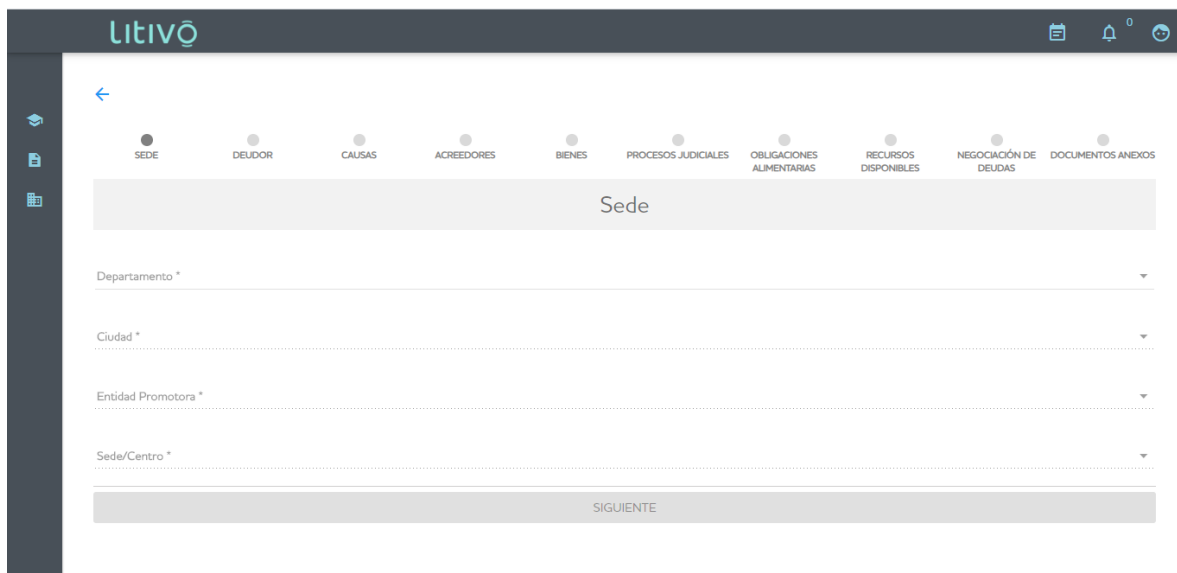 Litivo
0
SEDE
DEUDOR
CAUSAS
ACREEDORES
BIENES
PROCESOS JUDICIALES
OBLIGACIONES
ALIMENTARIAS
RECURSOS
DISPONIBLES
NEGOCIACIÓN DE
DEUDAS
DOCUMENTOS ANEXOS
Sede
Departamento *
Ciudad *
Entidad Promotora *
Sede/Centro *
SIGUIENTE